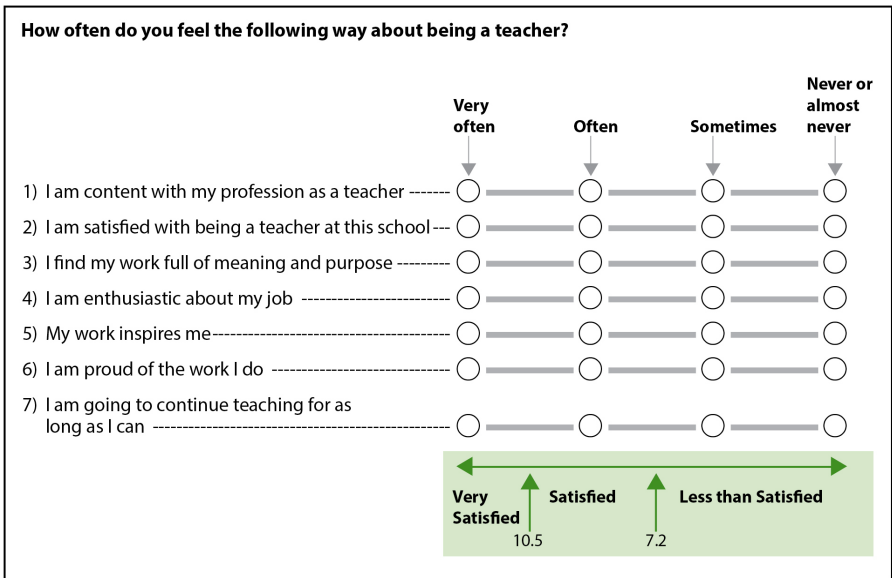 How often do you feel the following way about being a teacher?
Very often
Often
Sometimes
Never or almost never
1) I am content with my profession as a teacher
2) I am satisfied with being a teacher at this school
3) I find my work full of meaning and purpose
4) I am enthusiastic about my job
5) My work inspires me
6) I am proud of the work I do
7) I am going to continue teaching for as
long as I can
Very Satisfied
Satisfied
Less than Satisfied
10.5
7.2